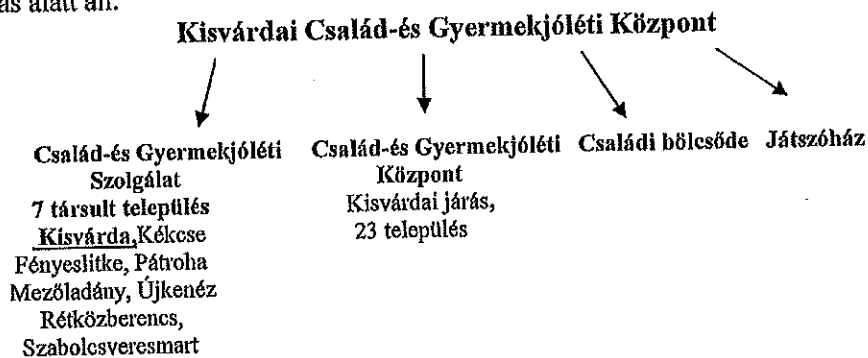 alatt áll.
Kisvárdai Család-és Gyermekjóléti Központ
Család-és Gyermekjóléti
Szolgálat
7 társult település
Kisvárda,Kékcse
Fényeslitke, Pátroha
Mezőladány, Újkenéz
Rétközberencs,
Szabolcsveresmart
Család-és Gyermekjóléti
Központ
Kisvárdai járás,
23 település
Családi bölcsőde
Játszóház